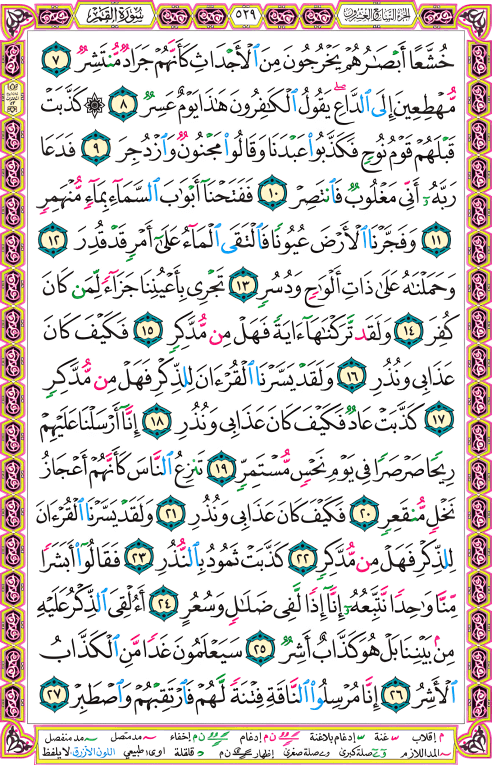 الجزء السابع والعشرون ٥٢٩ سورة القمر
خُشَّعًا أَبْصَٰرُهُمْ يَخْرُجُونَ مِنَ ٱلْأَجْدَاثِ كَأَنَّهُمْ جَرَادٌ مُّنتَشِرٌ ٧
مُّهْطِعِينَ إِلَى ٱلدَّاعِ ۖ يَقُولُ ٱلْكَٰفِرُونَ هَٰذَا يَوْمٌ عَسِرٌ ٨ ۞ كَذَّبَتْ
قَبْلَهُمْ قَوْمُ نُوحٍ فَكَذَّبُوا۟ عَبْدَنَا وَقَالُوا۟ مَجْنُونٌ وَٱزْدُجِرَ ٩ فَدَعَا
رَبَّهُۥٓ أَنِّى مَغْلُوبٌ فَٱنتَصِرْ ١٠ فَفَتَحْنَآ أَبْوَٰبَ ٱلسَّمَآءِ بِمَآءٍ مُّنْهَمِرٍ
١١ وَفَجَّرْنَا ٱلْأَرْضَ عُيُونًا فَٱلْتَقَى ٱلْمَآءُ عَلَىٰٓ أَمْرٍ قَدْ قُدِرَ ١٢
وَحَمَلْنَٰهُ عَلَىٰ ذَاتِ أَلْوَٰحٍ وَدُسُرٍ ١٣ تَجْرِى بِأَعْيُنِنَا جَزَآءً لِّمَن كَانَ
كُفِرَ ١٤ وَلَقَد تَّرَكْنَٰهَآ ءَايَةً فَهَلْ مِن مُّدَّكِرٍ ١٥ فَكَيْفَ كَانَ
عَذَابِى وَنُذُرِ ١٦ وَلَقَدْ يَسَّرْنَا ٱلْقُرْءَانَ لِلذِّكْرِ فَهَلْ مِن مُّدَّكِرٍ
١٧ كَذَّبَتْ عَادٌ فَكَيْفَ كَانَ عَذَابِى وَنُذُرِ ١٨ إِنَّآ أَرْسَلْنَا عَلَيْهِمْ
رِيحًا صَرْصَرًا فِى يَوْمِ نَحْسٍ مُّسْتَمِرٍّ ١٩ تَنزِعُ ٱلنَّاسَ كَأَنَّهُمْ أَعْجَازُ
نَخْلٍ مُّنقَعِرٍ ٢٠ فَكَيْفَ كَانَ عَذَابِى وَنُذُرِ ٢١ وَلَقَدْ يَسَّرْنَا ٱلْقُرْءَانَ
لِلذِّكْرِ فَهَلْ مِن مُّدَّكِرٍ ٢٢ كَذَّبَتْ ثَمُودُ بِٱلنُّذُرِ ٢٣ فَقَالُوٓا۟ أَبَشَرًا
مِّنَّا وَٰحِدًا نَّتَّبِعُهُۥٓ إِنَّآ إِذًا لَّفِى ضَلَٰلٍ وَسُعُرٍ ٢٤ أَءُلْقِىَ ٱلذِّكْرُ عَلَيْهِ
مِنۢ بَيْنِنَا بَلْ هُوَ كَذَّابٌ أَشِرٌ ٢٥ سَيَعْلَمُونَ غَدًا مَّنِ ٱلْكَذَّابُ
ٱلْأَشِرُ ٢٦ إِنَّا مُرْسِلُوا۟ ٱلنَّاقَةِ فِتْنَةً لَّهُمْ فَٱرْتَقِبْهُمْ وَٱصْطَبِرْ ٢٧
م إقلاب س غنة س إدغام بلاغنة ن م إدغام ن م إخفاء مد متصل مد منفصل
المد اللازم صلة كبرى صلة صغرى إظهار ن م د قلقلة طبيعي اللون الأزرق لا يلفظ